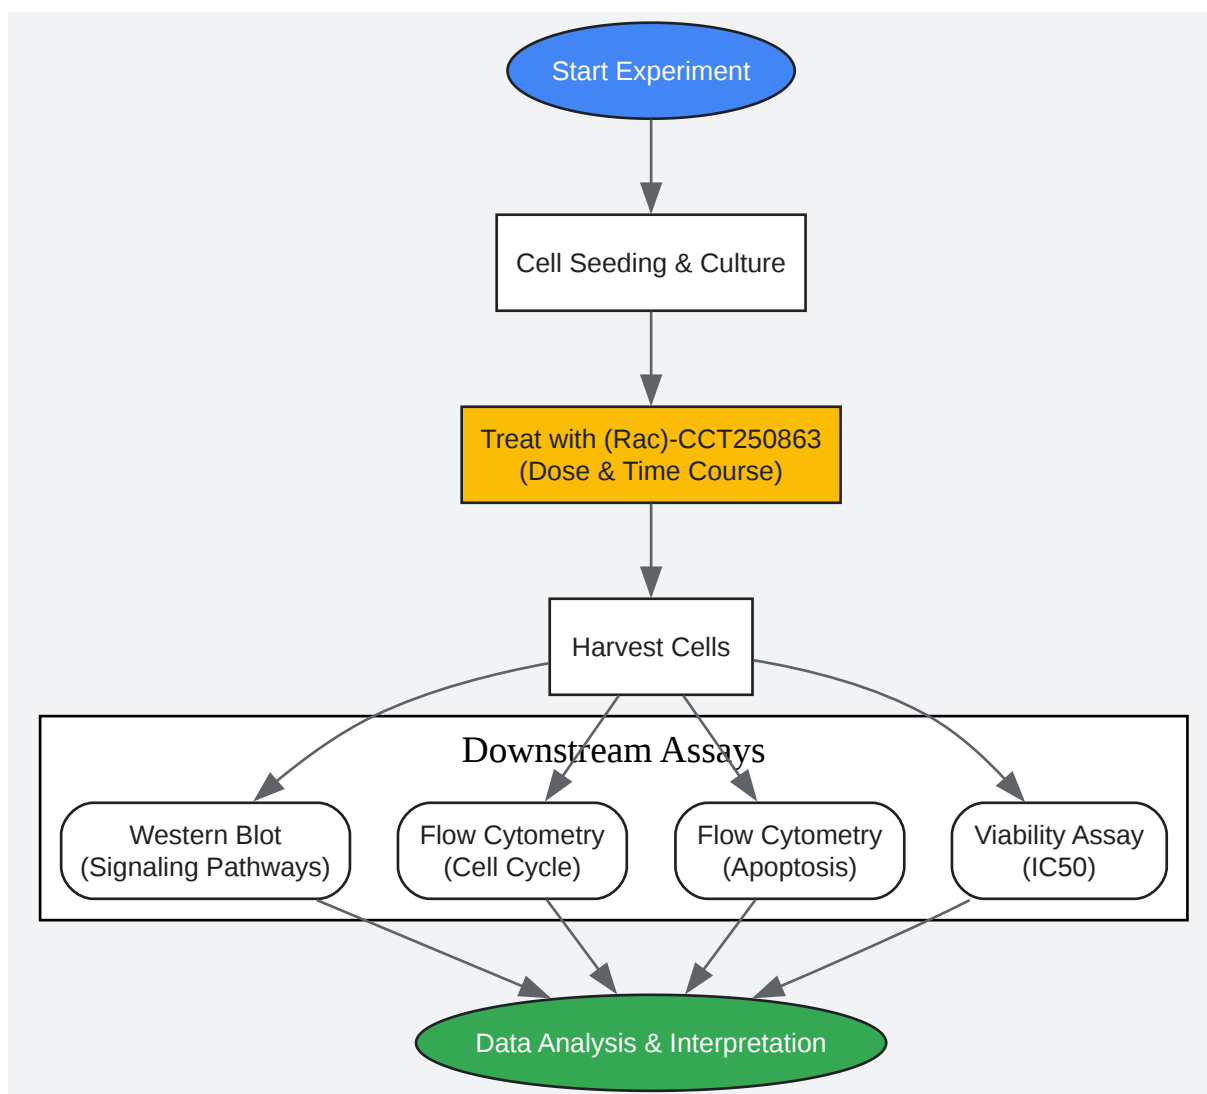 Start Experiment
Cell Seeding & Culture
Treat with (Rac)-CCT250863
(Dose & Time Course)
Harvest Cells
Downstream Assays
Western Blot
(Signaling Pathways)
Flow Cytometry
(Cell Cycle)
Flow Cytometry
(Apoptosis)
Viability Assay
(IC50)
Data Analysis & Interpretation